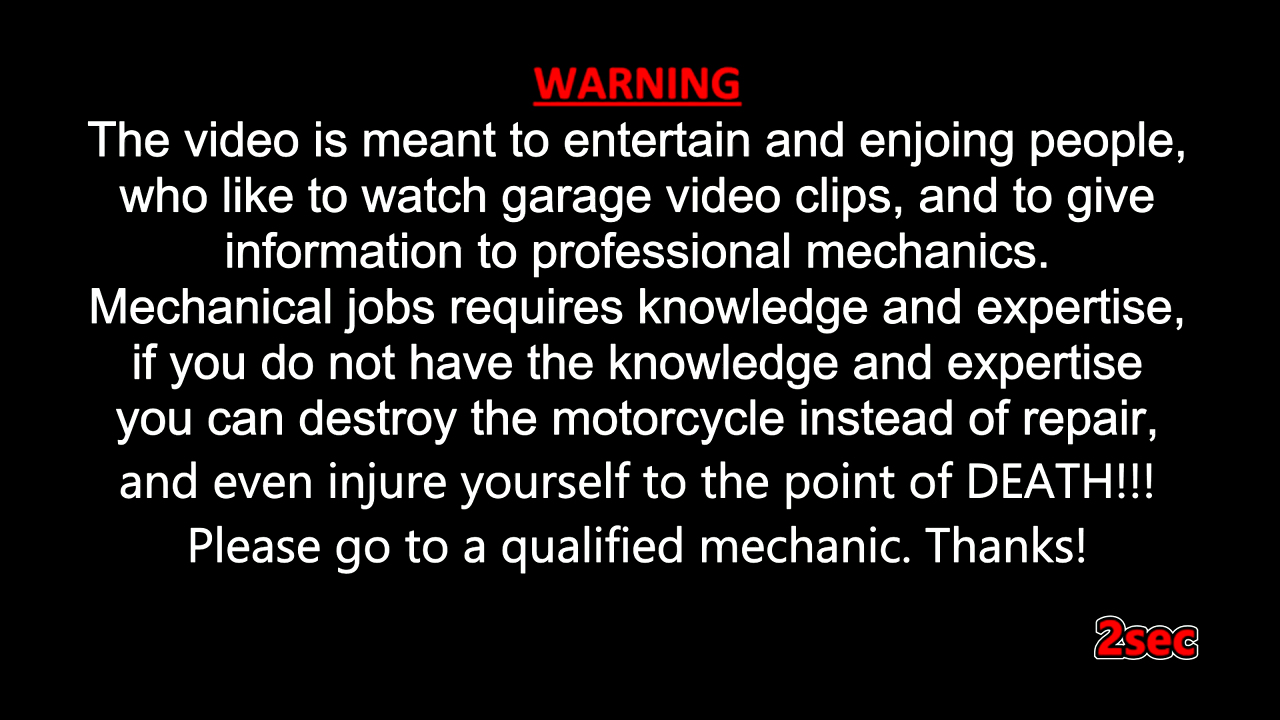 WARNING
The video is meant to entertain and enjoing people,
who like to watch garage video clips, and to give
information to professional mechanics.
Mechanical jobs requires knowledge and expertise,
if you do not have the knowledge and expertise
you can destroy the motorcycle instead of repair,
and even injure yourself to the point of DEATH!!!
Please go to a qualified mechanic. Thanks!
2sec